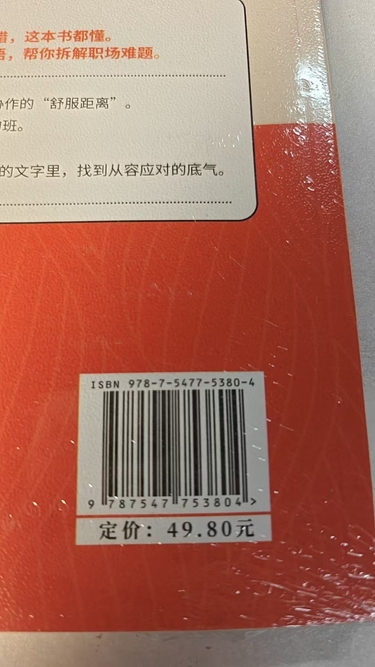 错，这本书都懂。
帮你拆解职场难题。
协作的“舒服距离”。
班。
的文字里，找到从容应对的底气。
ISBN 978-7-5477-5380-4
9 787547 753804 >
定价：49.80元